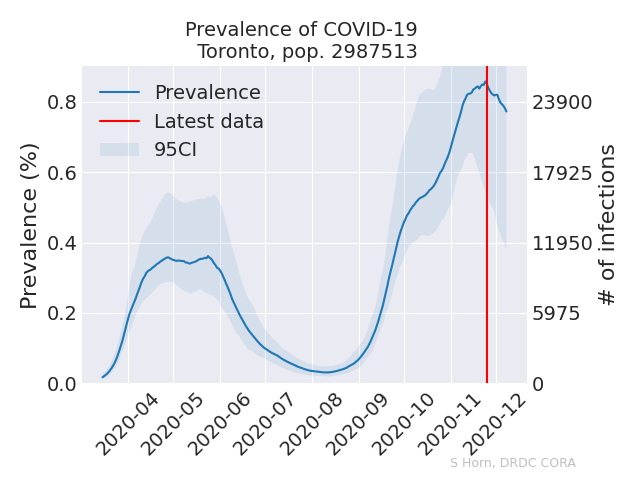 Prevalence of COVID-19
Toronto, pop. 2987513
Prevalence
Latest data
95CI
Prevalence (%)
0.8
0.6
0.4
0.2
0.0
23900
17925
11950
5975
0
# of infections
2020-04
2020-05
2020-06
2020-07
2020-08
2020-09
2020-10
2020-11
2020-12
S Horn, DRDC CORA